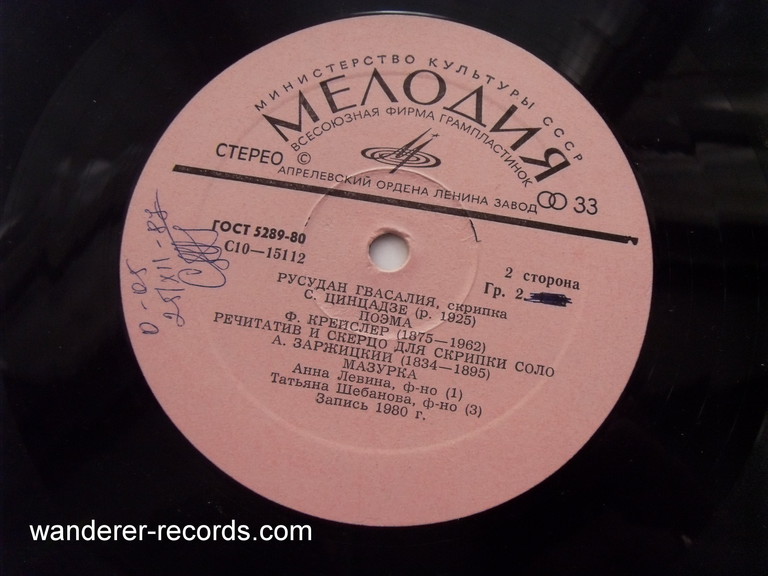 МИНИСТЕРСТВО КУЛЬТУРЫ СССР
МЕЛОДИЯ
ВСЕСОЮЗНАЯ ФИРМА ГРАМПЛАСТИНОК
СТЕРЕО ©
АПРЕЛЕВСКИЙ ОРДЕНА ЛЕНИНА ЗАВОД
33
ГОСТ 5289-80
С10—15112
2 сторона
Гр. 2
РУСУДАН ГВАСАЛИЯ, скрипка
С. ЦИНЦАДЗЕ (р. 1925)
ПОЭМА
Ф. КРЕЙСЛЕР (1875—1962)
РЕЧИТАТИВ И СКЕРЦО ДЛЯ СКРИПКИ СОЛО
А. ЗАРЖИЦКИЙ (1834—1895)
МАЗУРКА
Анна Левина, ф-но (1)
Татьяна Шебанова, ф-но (3)
Запись 1980 г.
wanderer-records.com